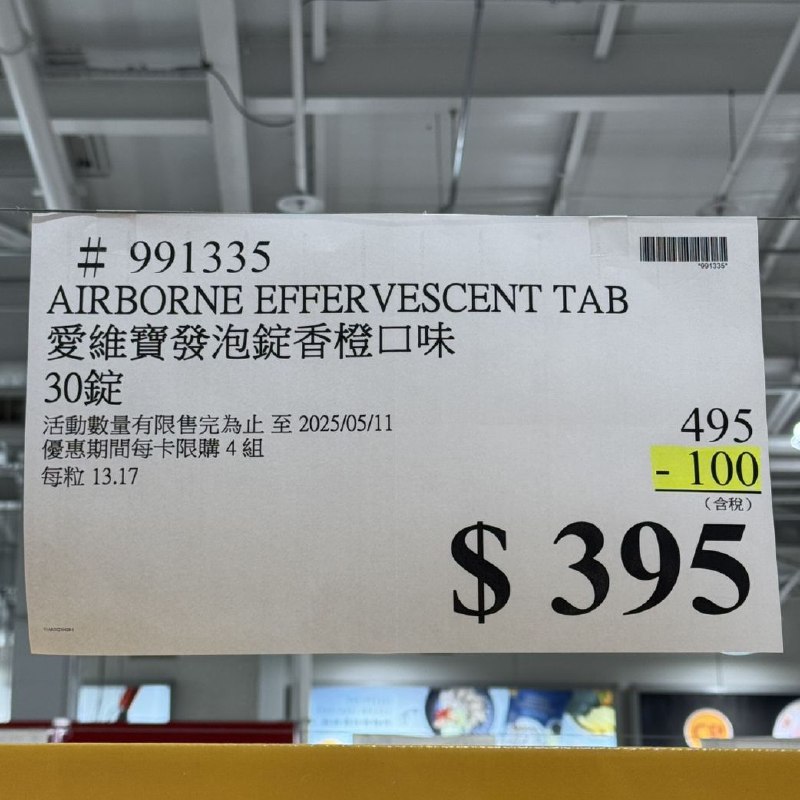 # 991335
*991335*
AIRBORNE EFFERVESCENT TAB
愛維寶發泡錠香橙口味
30錠
活動數量有限售完為止 至 2025/05/11
優惠期間每卡限購 4 組
每粒 13.17
495
- 100
(含稅)
$ 395